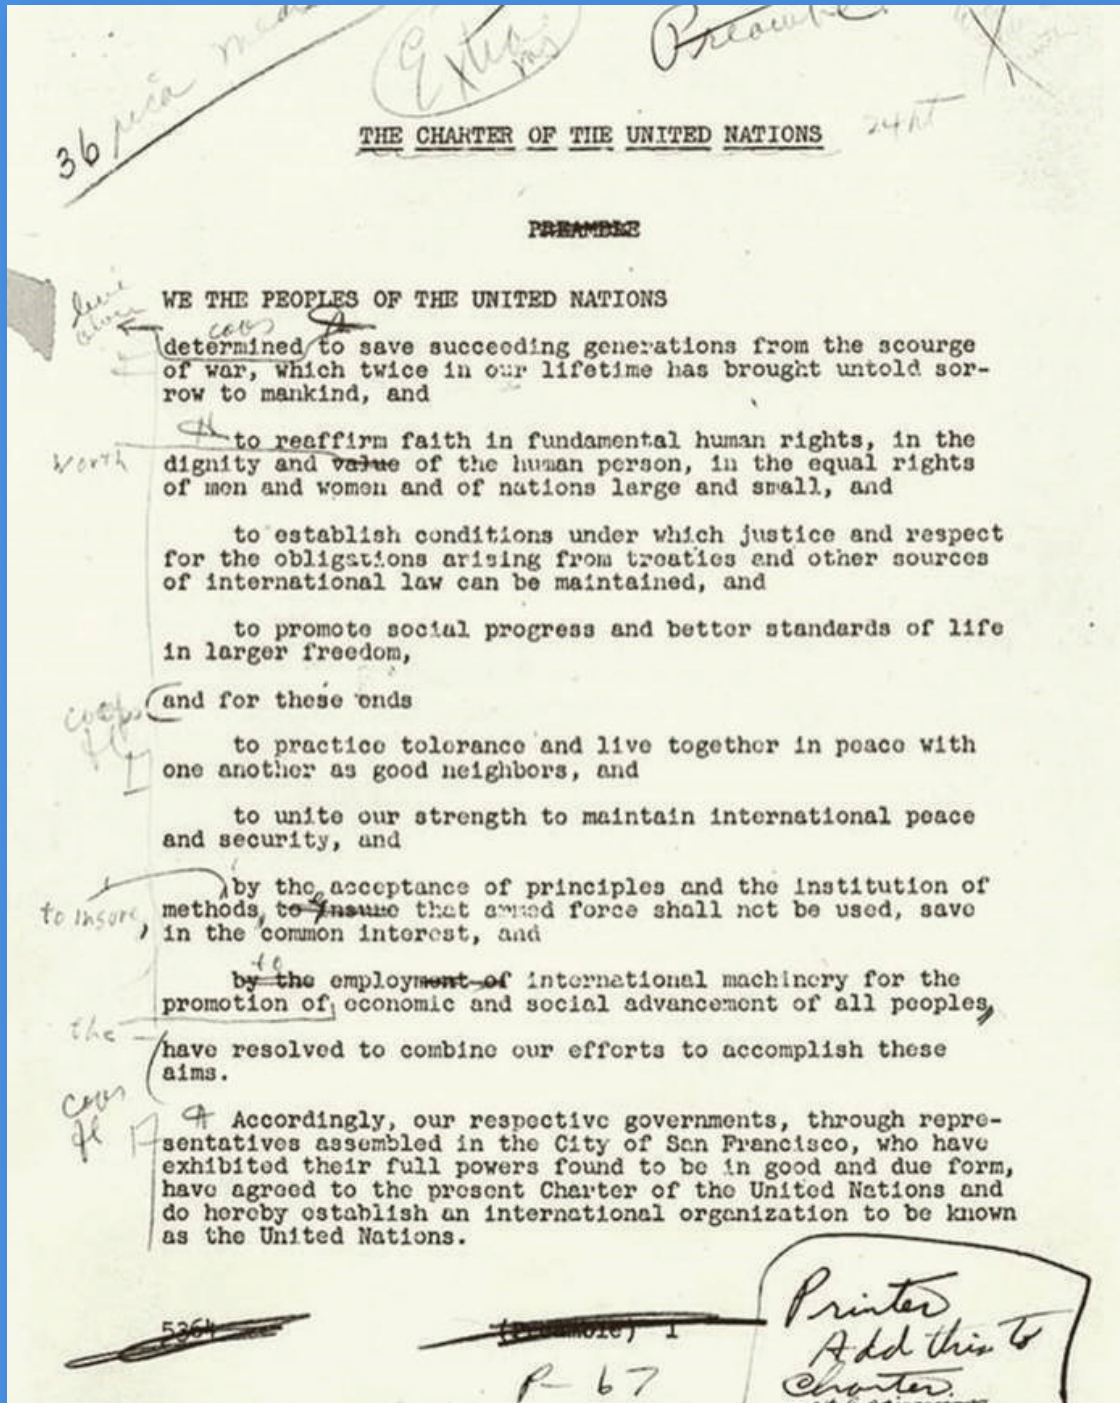 36 pica
Extra
Preamble
24 pt
THE CHARTER OF THE UNITED NATIONS
PREAMBLE
WE THE PEOPLES OF THE UNITED NATIONS
line
above
caps
determined to save succeeding generations from the scourge
of war, which twice in our lifetime has brought untold sor-
row to mankind, and
to reaffirm faith in fundamental human rights, in the
worth
dignity and value of the human person, in the equal rights
of men and women and of nations large and small, and
to establish conditions under which justice and respect
for the obligations arising from treaties and other sources
of international law can be maintained, and
to promote social progress and better standards of life
in larger freedom,
caps
fl
and for these ends
to practice tolerance and live together in peace with
one another as good neighbors, and
to unite our strength to maintain international peace
and security, and
by the acceptance of principles and the institution of
to insure,
methods, to insure that armed force shall not be used, save
in the common interest, and
to
by the employment of international machinery for the
promotion of economic and social advancement of all peoples,
the
have resolved to combine our efforts to accomplish these
aims.
caps
fl
Accordingly, our respective governments, through repre-
sentatives assembled in the City of San Francisco, who have
exhibited their full powers found to be in good and due form,
have agreed to the present Charter of the United Nations and
do hereby establish an international organization to be known
as the United Nations.
5364
(Preamble) 1
P-67
Printer
Add this to
Charter.